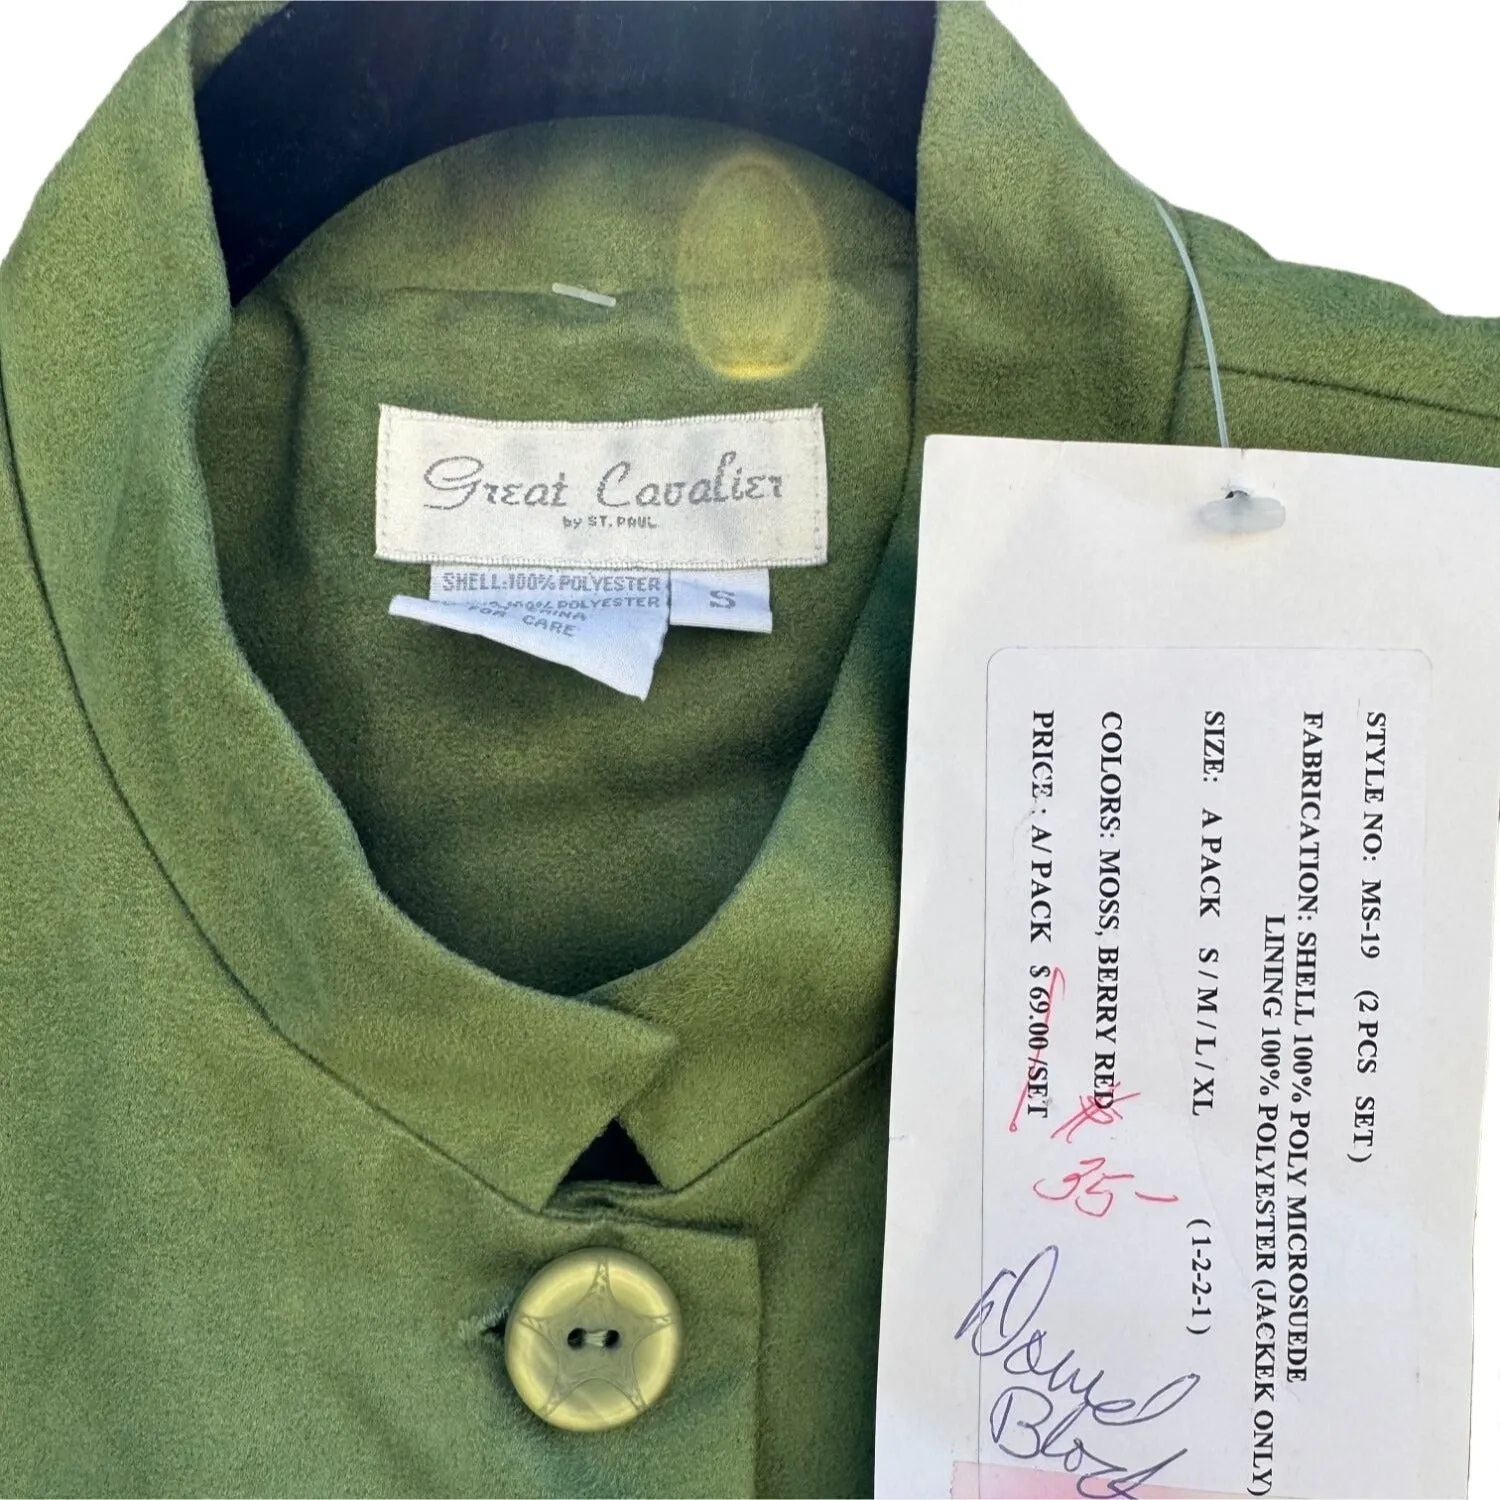 Great Cavalier
by ST. PAUL
SHELL:100% POLYESTER
POLYESTER
FOR CARE
S
STYLE NO: MS-19 (2 PCS SET)
FABRICATION: SHELL 100% POLY MICROSUEDE
LINING 100% POLYESTER (JACKEK ONLY)
SIZE: A PACK S / M / L / XL (1-2-2-1)
COLORS: MOSS, BERRY RED
PRICE: A/ PACK $ 69.00 /SET
$ 35-